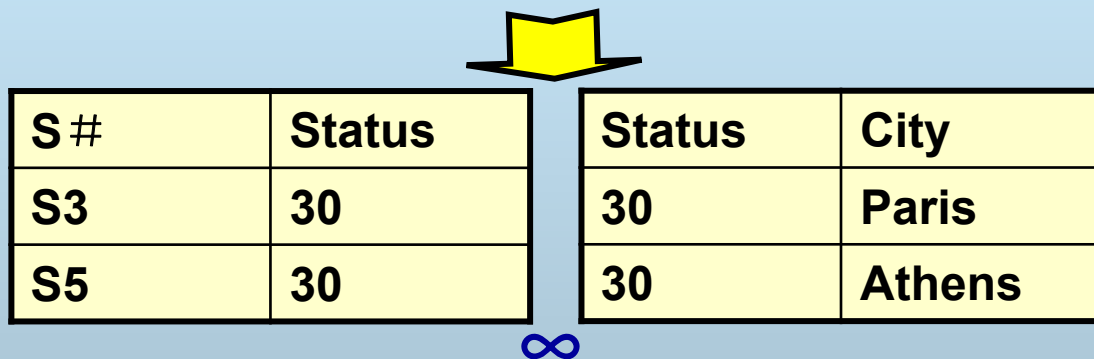 S# Status Status City
S3 30 30 Paris
S5 30 30 Athens
∞